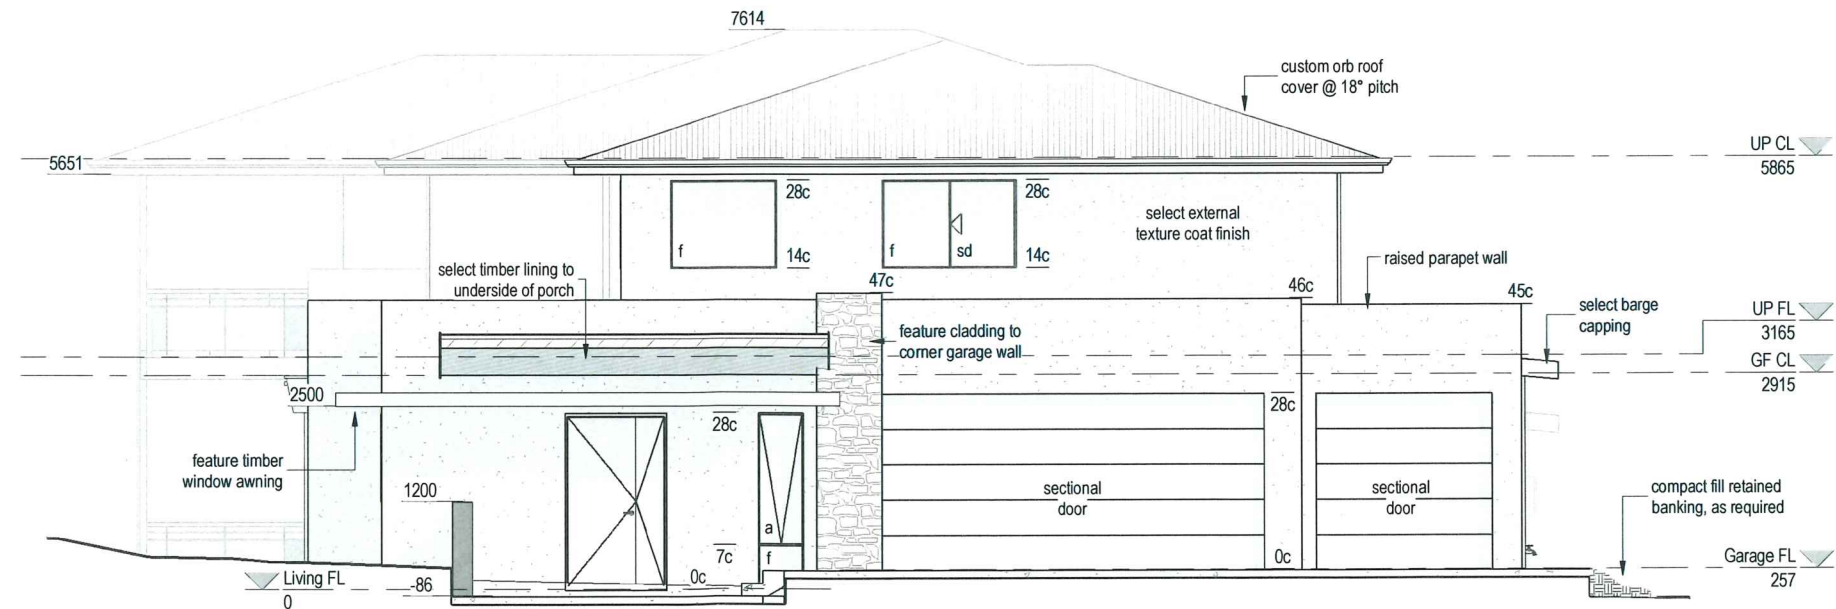 7614
custom orb roof
cover @ 18° pitch
5651
UP CL
5865
28c
28c
select external
texture coat finish
f
14c
f
sd
14c
select timber lining to
underside of porch
47c
raised parapet wall
46c
45c
select barge
capping
UP FL
3165
feature cladding to
corner garage wall
GF CL
2915
2500
28c
28c
feature timber
window awning
1200
sectional
door
sectional
door
compact fill retained
banking, as required
a
7c
f
0c
Garage FL
257
Living FL
0
-86
0c